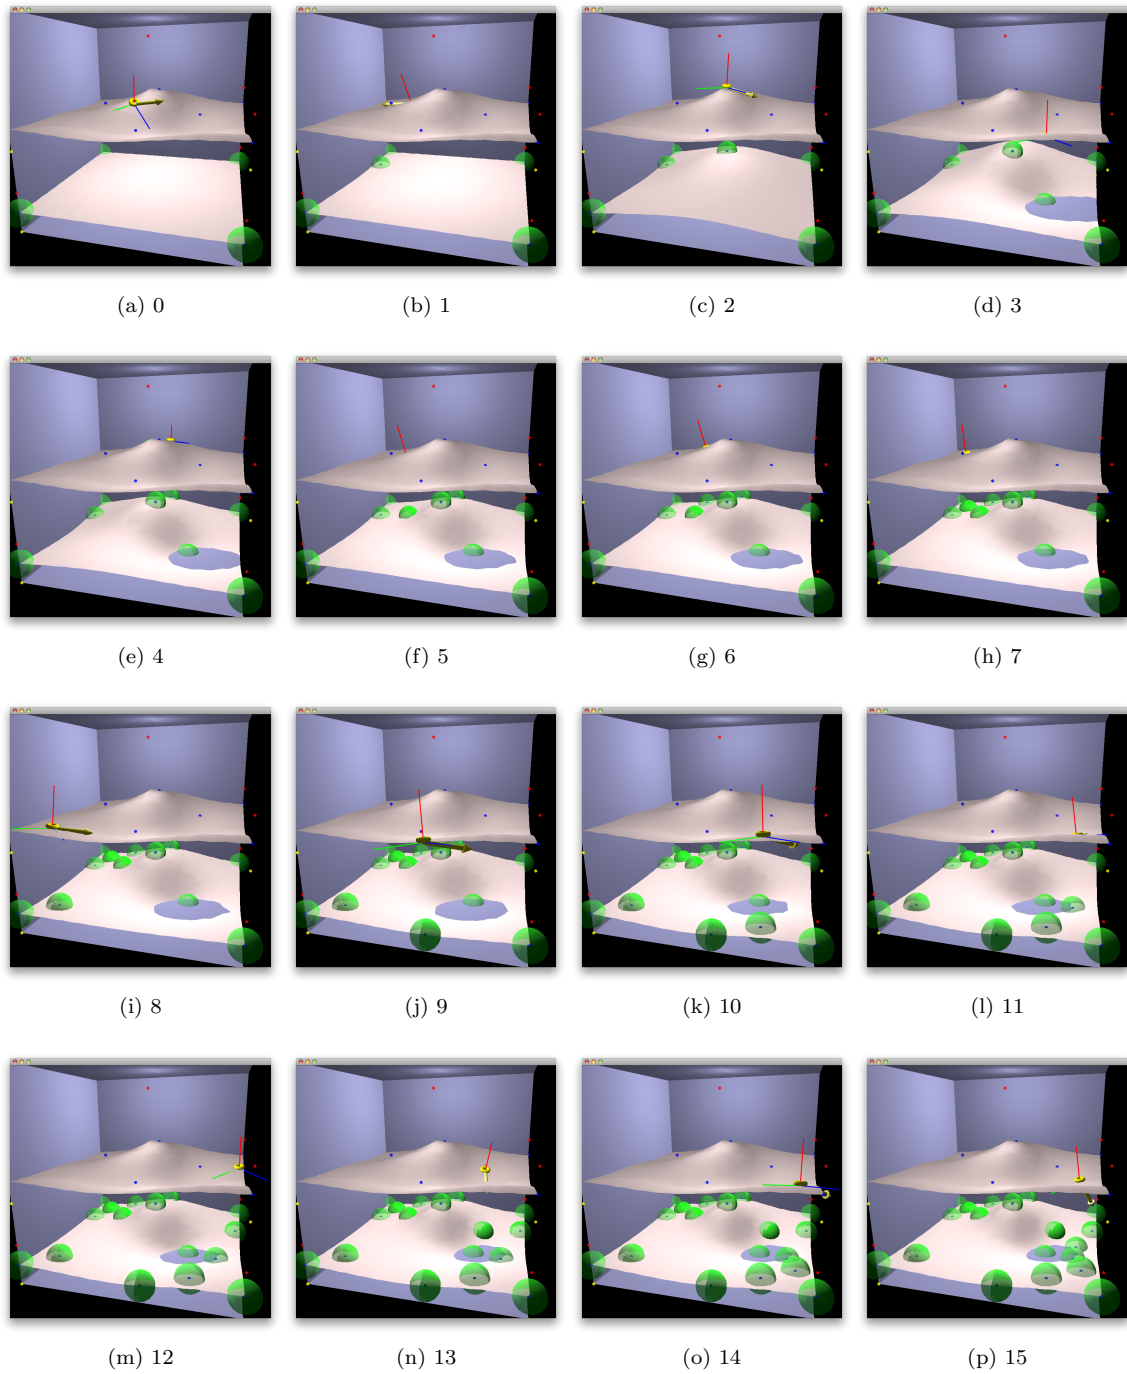 (a) 0 (b) 1 (c) 2 (d) 3
(e) 4 (f) 5 (g) 6 (h) 7
(i) 8 (j) 9 (k) 10 (l) 11
(m) 12 (n) 13 (o) 14 (p) 15